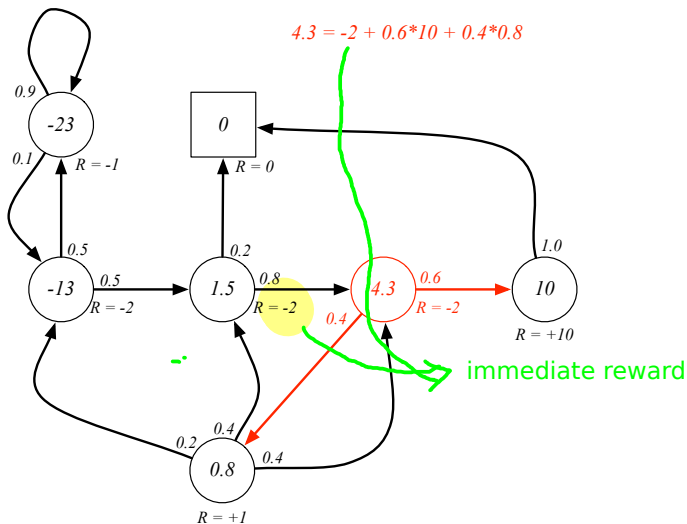 4.3 = -2 + 0.6*10 + 0.4*0.8
0.9
-23
0
0.1
R = -1
R = 0
0.5
0.2
1.0
-13
0.5
1.5
0.8
4.3
0.6
10
R = -2
R = -2
R = -2
0.4
R = +10
immediate reward
0.2
0.4
0.8
0.4
R = +1